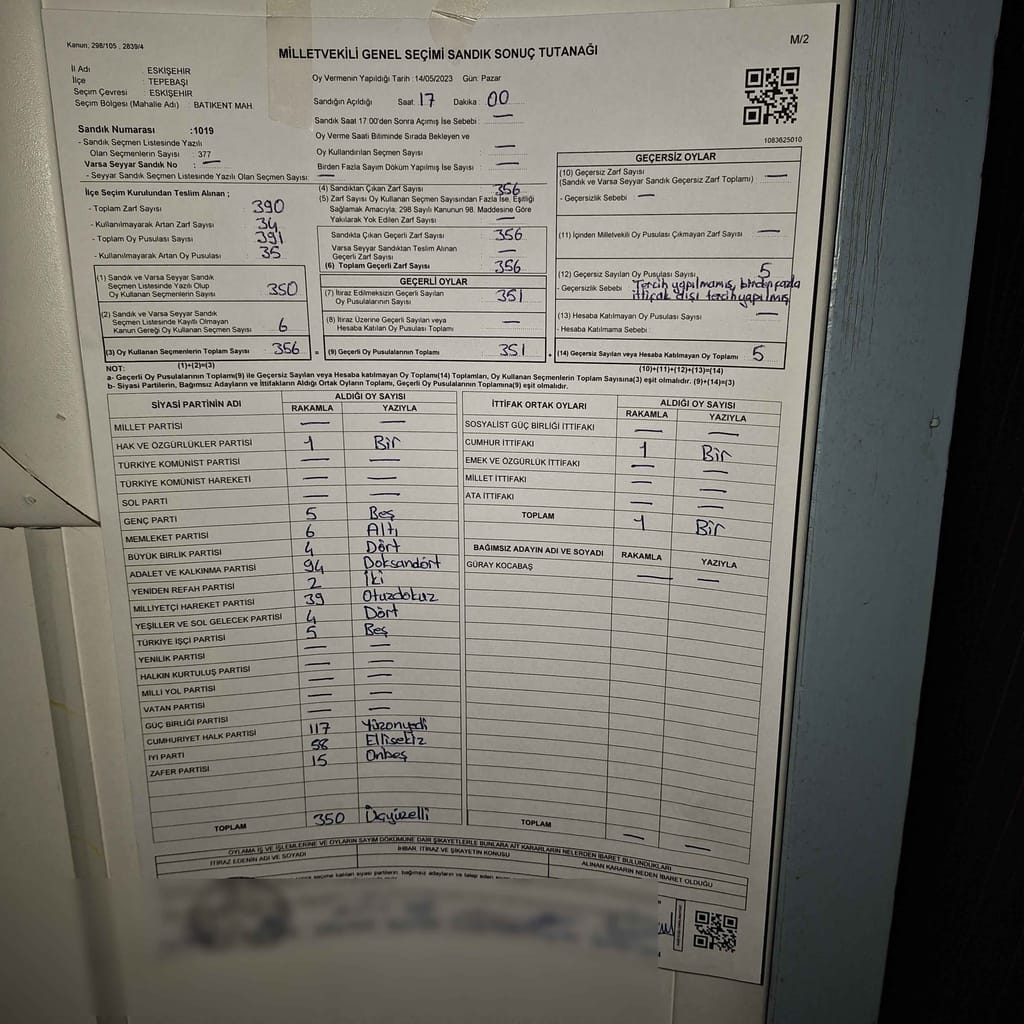 Kanun: 298/105 , 2839/4
M/2
MİLLETVEKİLİ GENEL SEÇİMİ SANDIK SONUÇ TUTANAĞI
İl Adı : ESKİŞEHİR
İlçe : TEPEBAŞI
Seçim Çevresi : ESKİŞEHİR
Seçim Bölgesi (Mahalle Adı) : BATIKENT MAH.
Oy Vermenin Yapıldığı Tarih :14/05/2023 Gün: Pazar
Sandığın Açıldığı Saat: 17 Dakika: 00
Sandık Saat 17:00'den Sonra Açımış İse Sebebi : —
Oy Verme Saati Bitiminde Sırada Bekleyen ve
Oy Kullandırılan Seçmen Sayısı : —
Birden Fazla Sayım Döküm Yapılmış İse Sayısı : —
1083625010
Sandık Numarası :1019
- Sandık Seçmen Listesinde Yazılı
Olan Seçmenlerin Sayısı : 377
Varsa Seyyar Sandık No : —
- Seyyar Sandık Seçmen Listesinde Yazılı Olan Seçmen Sayısı: —
İlçe Seçim Kurulundan Teslim Alınan ;
- Toplam Zarf Sayısı : 390
- Kullanılmayarak Artan Zarf Sayısı : 34
- Toplam Oy Pusulası Sayısı : 391
- Kullanılmayarak Artan Oy Pusulası : 35
(1) Sandık ve Varsa Seyyar Sandık
Seçmen Listesinde Yazılı Olup
Oy Kullanan Seçmenlerin Sayısı : 350
(2) Sandık ve Varsa Seyyar Sandık
Seçmen Listesinde Kayıtlı Olmayan
Kanun Gereği Oy Kullanan Seçmen Sayısı : 6
(3) Oy Kullanan Seçmenlerin Toplam Sayısı : 356
(1)+(2)=(3)
(4) Sandıktan Çıkan Zarf Sayısı : 356
(5) Zarf Sayısı Oy Kullanan Seçmen Sayısından Fazla İse, Eşitliği
Sağlamak Amacıyla, 298 Sayılı Kanunun 98. Maddesine Göre
Yakılarak Yok Edilen Zarf Sayısı : —
Sandıkta Çıkan Geçerli Zarf Sayısı : 356
Varsa Seyyar Sandıktan Teslim Alınan
Geçerli Zarf Sayısı : —
(6) Toplam Geçerli Zarf Sayısı : 356
GEÇERLİ OYLAR
(7) İtiraz Edilmeksizin Geçerli Sayılan
Oy Pusulalarının Sayısı : 351
(8) İtiraz Üzerine Geçerli Sayılan veya
Hesaba Katılan Oy Pusulası Toplamı : —
= (9) Geçerli Oy Pusulalarının Toplamı : 351
GEÇERSİZ OYLAR
(10) Geçersiz Zarf Sayısı : —
(Sandık ve Varsa Seyyar Sandık Geçersiz Zarf Toplamı)
- Geçersizlik Sebebi : —
(11) İçinden Milletvekili Oy Pusulası Çıkmayan Zarf Sayısı : —
(12) Geçersiz Sayılan Oy Pusulası Sayısı : 5
- Geçersizlik Sebebi : Tercih yapılmamış, birden fazla
ittifak dışı tercih yapılmış
(13) Hesaba Katılmayan Oy Pusulası Sayısı : —
- Hesaba Katılmama Sebebi :
+ (14) Geçersiz Sayılan veya Hesaba Katılmayan Oy Toplamı : 5
(10)+(11)+(12)+(13)=(14)
NOT:
a- Geçerli(9) ile Geçersiz Sayılan veya Hesaba katılmayan Oy Toplamı(14) Toplamları, Oy Kullanan Seçmenlerin Toplam Sayısına(3) eşit olmalıdır. (9)+(14)=(3)
b- Siyasi Partilerin, Bağımsız Adayların ve İttifakların Aldığı Ortak Oyların Toplamı, Geçerli Oy Pusulalarının Toplamına(9) eşit olmalıdır.
SİYASİ PARTİNİN ADI ALDIĞI OY SAYISI
RAKAMLA YAZIYLA
MİLLET PARTİSİ — —
HAK VE ÖZGÜRLÜKLER PARTİSİ 1 Bir
TÜRKİYE KOMÜNİST PARTİSİ — —
TÜRKİYE KOMÜNİST HAREKETİ — —
SOL PARTİ — —
GENÇ PARTİ 5 Beş
MEMLEKET PARTİSİ 6 Altı
BÜYÜK BİRLİK PARTİSİ 4 Dört
ADALET VE KALKINMA PARTİSİ 94 Doksandört
YENİDEN REFAH PARTİSİ 2 İki
MİLLİYETÇİ HAREKET PARTİSİ 39 Otuzdokuz
YEŞİLLER VE SOL GELECEK PARTİSİ 4 Dört
TÜRKİYE İŞÇİ PARTİSİ 5 Beş
YENİLİK PARTİSİ — —
HALKIN KURTULUŞ PARTİSİ — —
MİLLİ YOL PARTİSİ — —
VATAN PARTİSİ — —
GÜÇ BİRLİĞİ PARTİSİ — —
CUMHURİYET HALK PARTİSİ 117 Yüzonyedi
İYİ PARTİ 58 Ellisekiz
ZAFER PARTİSİ 15 Onbeş
TOPLAM 350 Üçyüzelli
İTTİFAK ORTAK OYLARI ALDIĞI OY SAYISI
RAKAMLA YAZIYLA
SOSYALİST GÜÇ BİRLİĞİ İTTİFAKI — —
CUMHUR İTTİFAKI 1 Bir
EMEK VE ÖZGÜRLÜK İTTİFAKI — —
MİLLET İTTİFAKI — —
ATA İTTİFAKI — —
TOPLAM 1 Bir
BAĞIMSIZ ADAYIN ADI VE SOYADI RAKAMLA YAZIYLA
GÜRAY KOCABAŞ — —
TOPLAM — —
OYLAMA İŞ VE İŞLEMLERİNE VE OYLARIN SAYIM DÖKÜMÜNE DAİR ŞİKAYETLERLE BUNLARA AİT KARARLARIN NELERDEN İBARET BULUNDUKLARI
İTİRAZ EDENİN ADI VE SOYADI
İHBAR, İTİRAZ VE ŞİKAYETİN KONUSU
ALINAN KARARIN NEDEN İBARET OLDUĞU